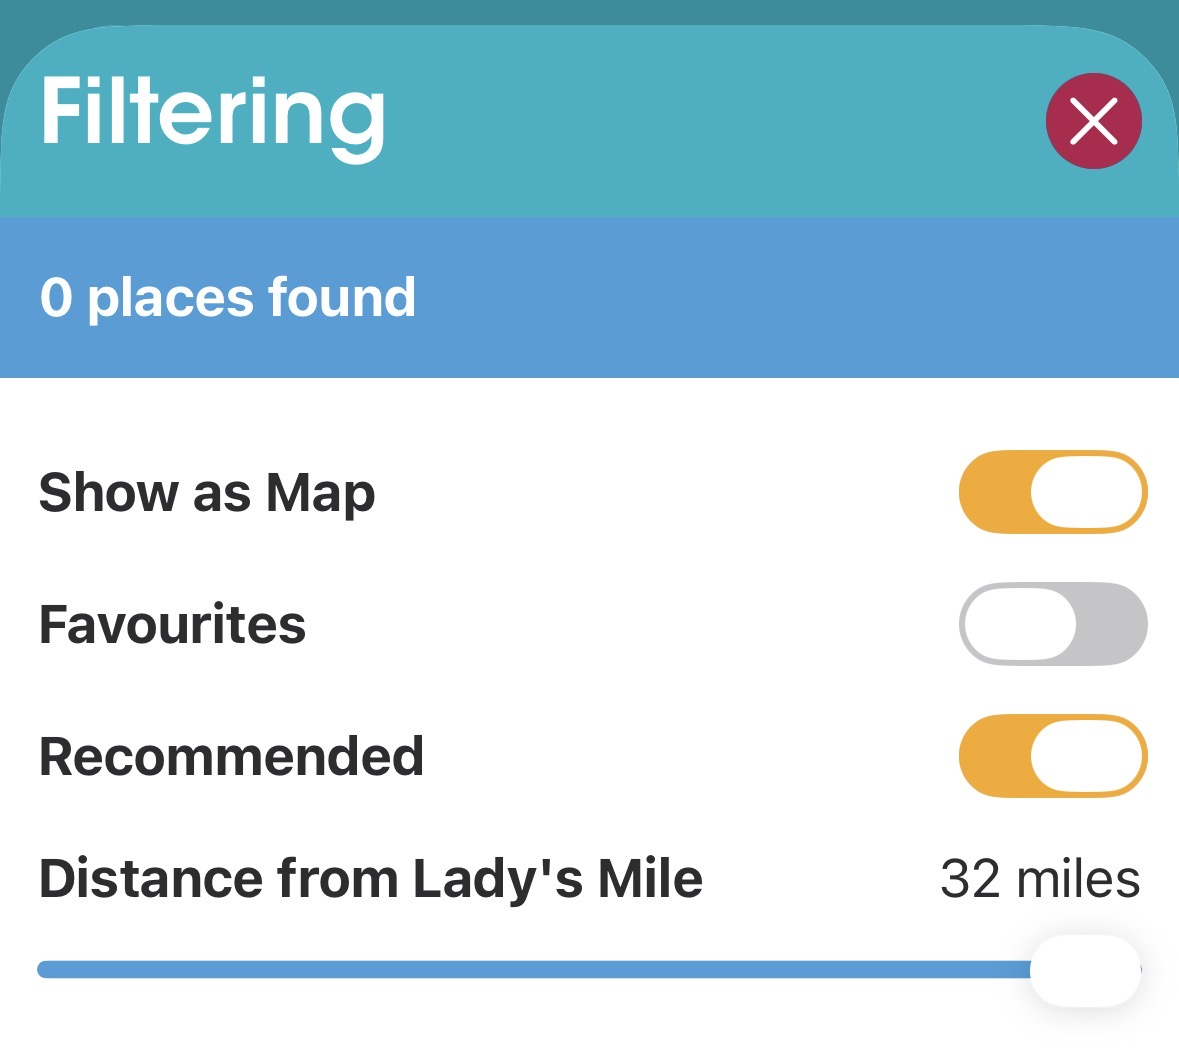 Filtering
0 places found
Show as Map
Favourites
Recommended
Distance from Lady's Mile 32 miles